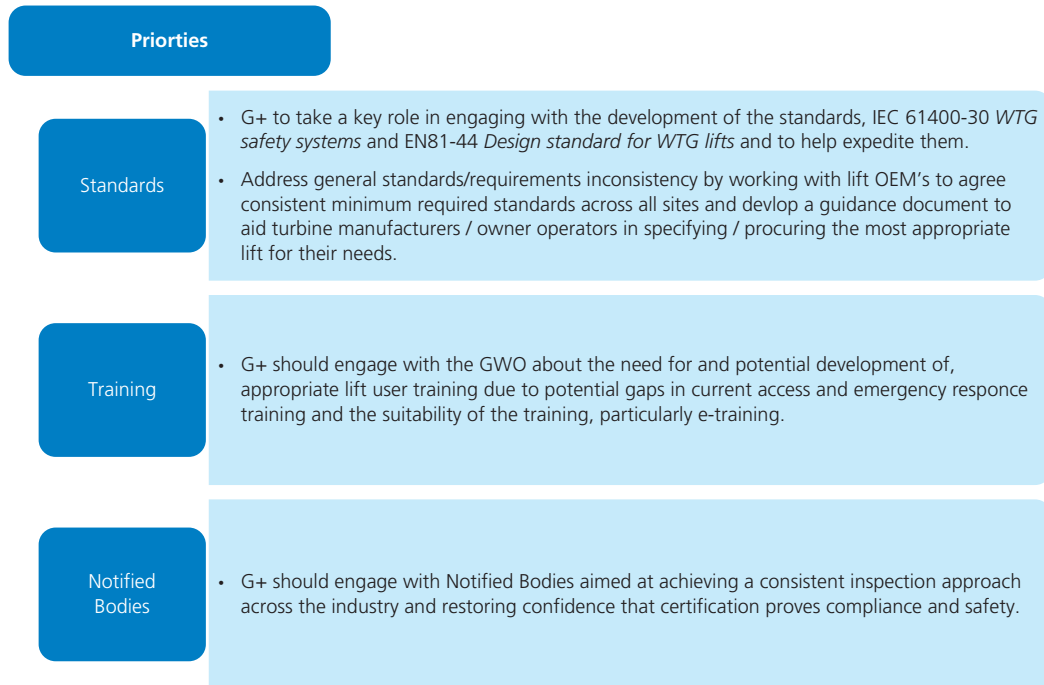 Priorties
Standards
• G+ to take a key role in engaging with the development of the standards, IEC 61400-30 WTG
safety systems and EN81-44 Design standard for WTG lifts and to help expedite them.
• Address general standards/requirements inconsistency by working with lift OEM's to agree
consistent minimum required standards across all sites and devlop a guidance document to
aid turbine manufacturers / owner operators in specifying / procuring the most appropriate
lift for their needs.
Training
• G+ should engage with the GWO about the need for and potential development of,
appropriate lift user training due to potential gaps in current access and emergency responce
training and the suitability of the training, particularly e-training.
Notified
Bodies
• G+ should engage with Notified Bodies aimed at achieving a consistent inspection approach
across the industry and restoring confidence that certification proves compliance and safety.